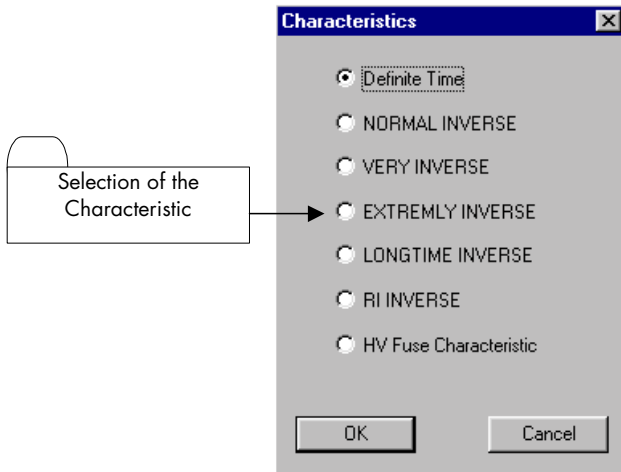 Characteristics
Definite Time
NORMAL INVERSE
VERY INVERSE
Selection of the
Characteristic
EXTREMLY INVERSE
LONGTIME INVERSE
RI INVERSE
HV Fuse Characteristic
OK
Cancel